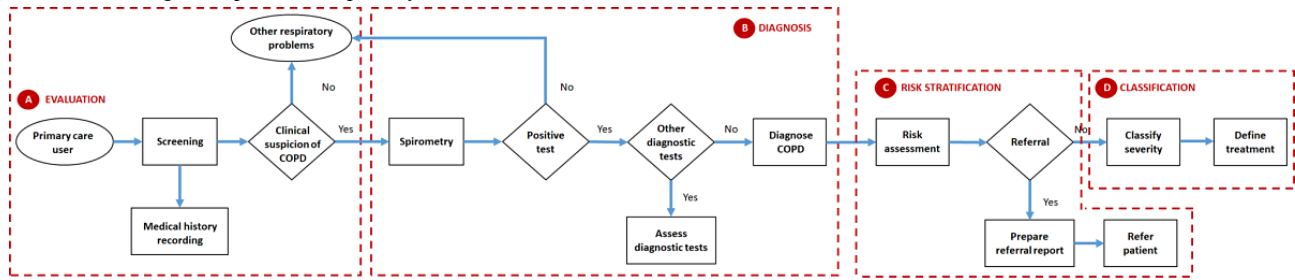 A EVALUATION
Primary care
user
Screening
Medical history
recording
Clinical
suspicion of
COPD
No
Other respiratory
problems
Yes
B DIAGNOSIS
Spirometry
Positive
test
No
Yes
Other
diagnostic
tests
No
Yes
Assess
diagnostic tests
Diagnose
COPD
C RISK STRATIFICATION
Risk
assessment
Referral
No
Yes
Prepare
referral report
Refer
patient
D CLASSIFICATION
Classify
severity
Define
treatment